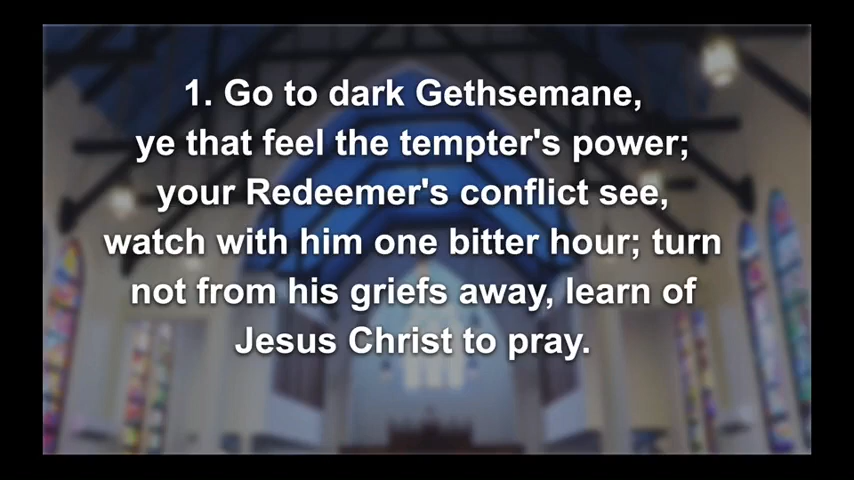 1. Go to dark Gethsemane,
ye that feel the tempter's power;
your Redeemer's conflict see,
watch with him one bitter hour; turn
not from his griefs away, learn of
Jesus Christ to pray.